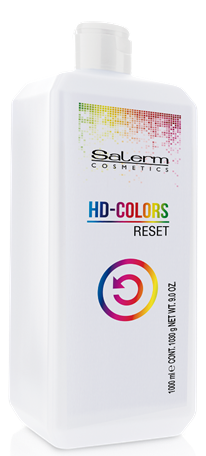 Salerm
COSMETICS
HD-COLORS
RESET
1000 ml ℮ CONT. 1030 g NET WT. 9.0 OZ.